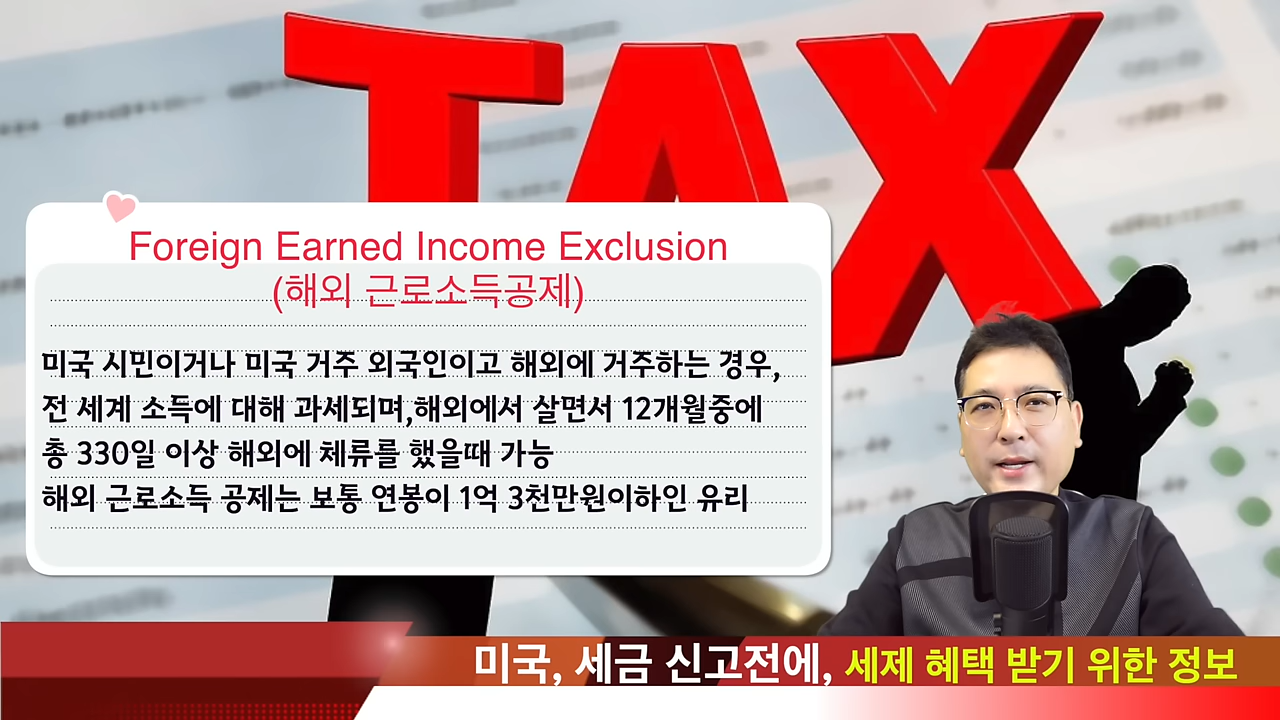 TAX
Foreign Earned Income Exclusion
(해외 근로소득공제)
미국 시민이거나 미국 거주 외국인이고 해외에 거주하는 경우,
전 세계 소득에 대해 과세되며,해외에서 살면서 12개월중에
총 330일 이상 해외에 체류를 했을때 가능
해외 근로소득 공제는 보통 연봉이 1억 3천만원이하인 유리
미국, 세금 신고전에, 세제 혜택 받기 위한 정보